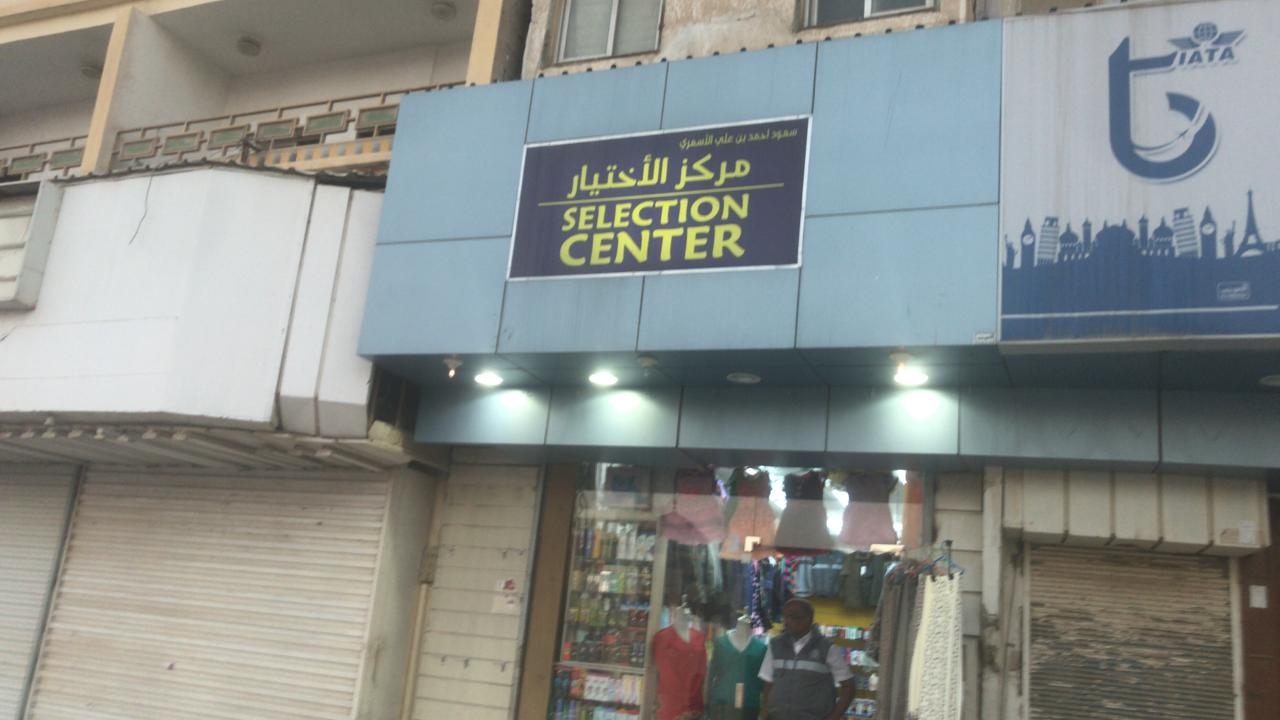 سعود أحمد بن علي الأسمري
مركز الأختيار
SELECTION
CENTER
IATA